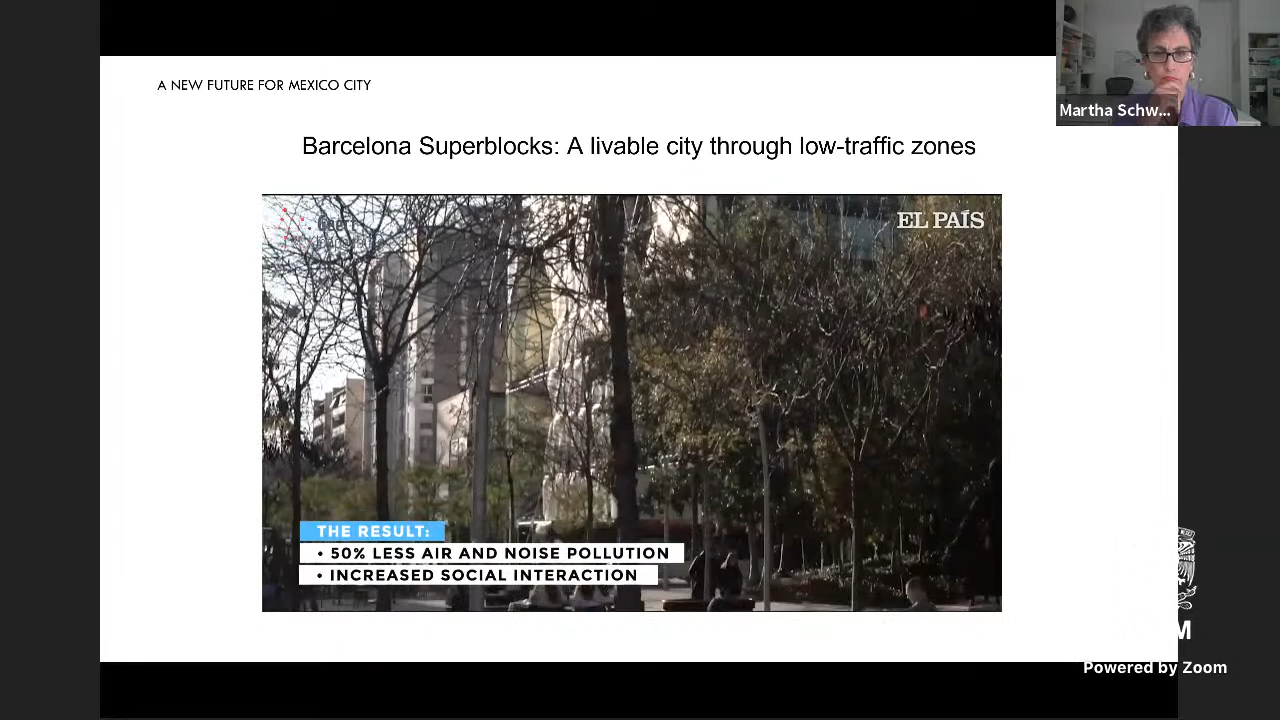 A NEW FUTURE FOR MEXICO CITY
Martha Schw...
Barcelona Superblocks: A livable city through low-traffic zones
EL PAÍS
THE RESULT:
• 50% LESS AIR AND NOISE POLLUTION
• INCREASED SOCIAL INTERACTION
Powered by Zoom